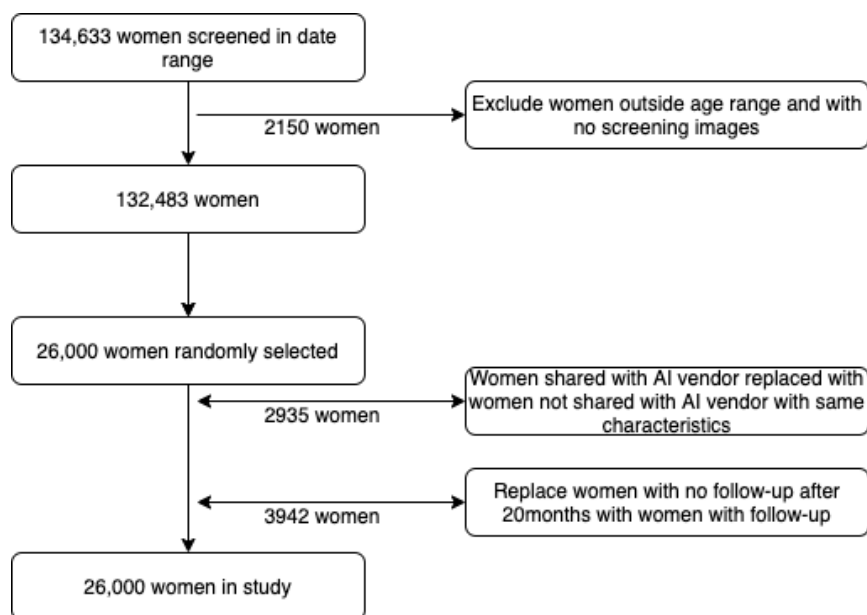 134,633 women screened in date
range
2150 women
Exclude women outside age range and with
no screening images
132,483 women
26,000 women randomly selected
Women shared with AI vendor replaced with
women not shared with AI vendor with same
characteristics
2935 women
Replace women with no follow-up after
20months with women with follow-up
3942 women
26,000 women in study